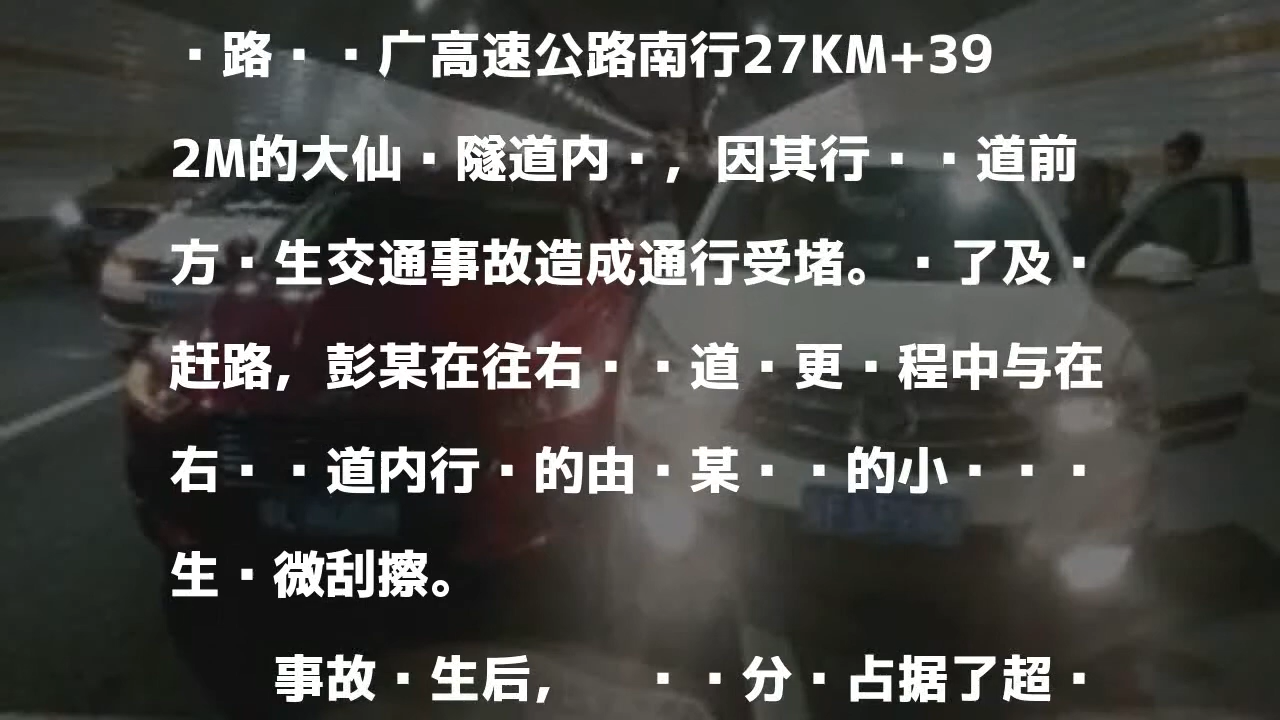 ·路··广高速公路南行27KM+39
2M的大仙·隧道内·，因其行··道前
方·生交通事故造成通行受堵。·了及·
赶路，彭某在往右··道·更·程中与在
右··道内行·的由·某··的小···
生·微刮擦。
事故·生后，　··分·占据了超·